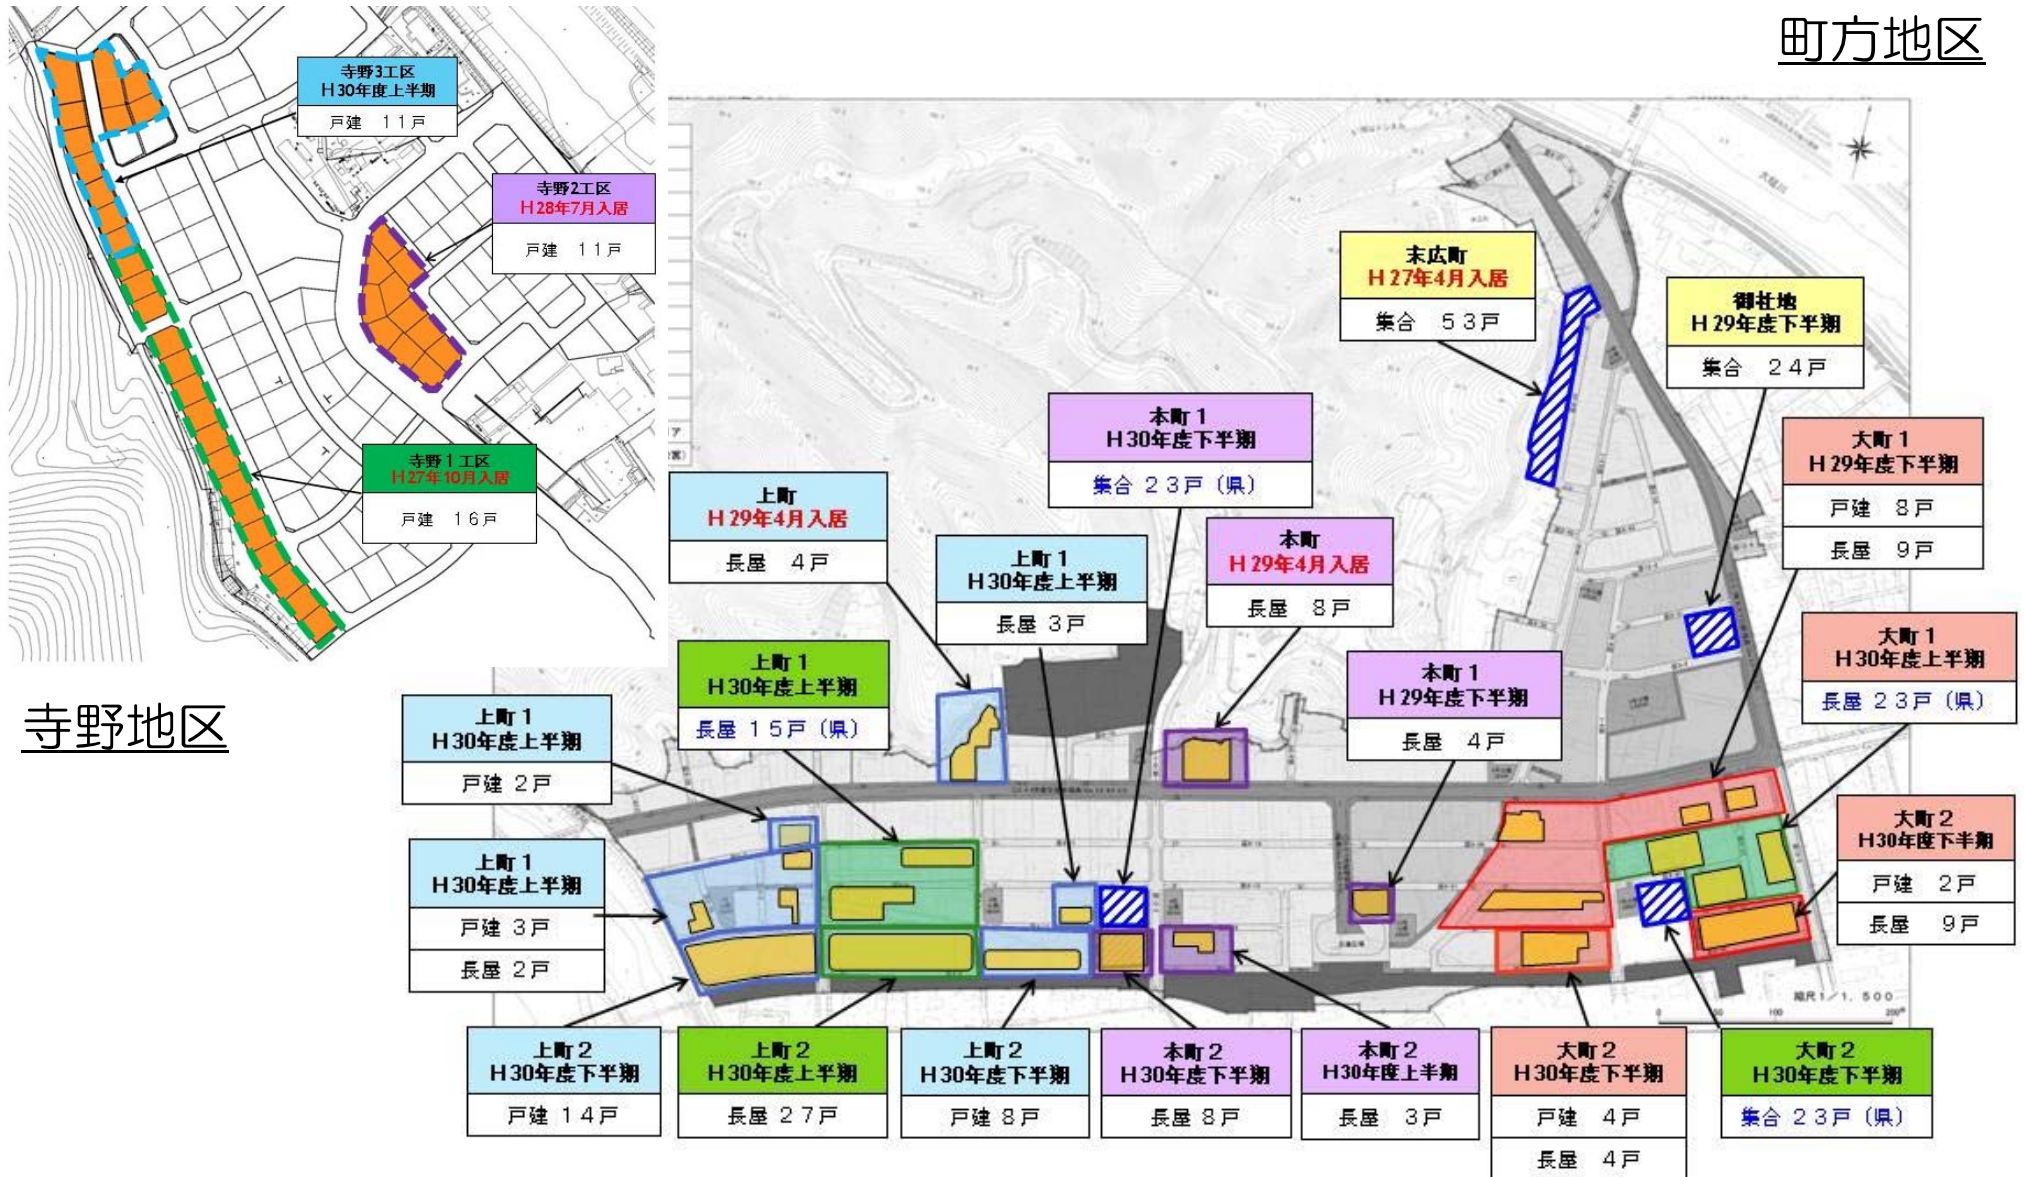 町方地区
寺野3工区
H30年度上半期
戸建 11戸
寺野2工区
H28年7月入居
戸建 11戸
寺野1工区
H27年10月入居
戸建 16戸
寺野地区
末広町
H27年4月入居
集合 53戸
御社地
H29年度下半期
集合 24戸
本町1
H30年度下半期
集合 23戸（県）
大町1
H29年度下半期
戸建 8戸
長屋 9戸
上町
H29年4月入居
長屋 4戸
上町1
H30年度上半期
長屋 3戸
本町
H29年4月入居
長屋 8戸
大町1
H30年度上半期
長屋 23戸（県）
上町1
H30年度上半期
長屋 15戸（県）
本町1
H29年度下半期
長屋 4戸
上町1
H30年度上半期
戸建 2戸
大町2
H30年度下半期
戸建 2戸
長屋 9戸
上町1
H30年度上半期
戸建 3戸
長屋 2戸
縮尺1/1,500
0 50 100 200m
上町2
H30年度下半期
戸建 14戸
上町2
H30年度上半期
長屋 27戸
上町2
H30年度下半期
戸建 8戸
本町2
H30年度下半期
長屋 8戸
本町2
H30年度上半期
長屋 3戸
大町2
H30年度下半期
戸建 4戸
長屋 4戸
大町2
H30年度下半期
集合 23戸（県）